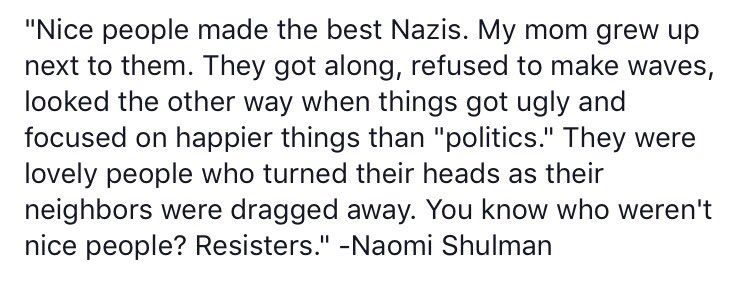 "Nice people made the best Nazis. My mom grew up
next to them. They got along, refused to make waves,
looked the other way when things got ugly and
focused on happier things than "politics." They were
lovely people who turned their heads as their
neighbors were dragged away. You know who weren't
nice people? Resisters." -Naomi Shulman